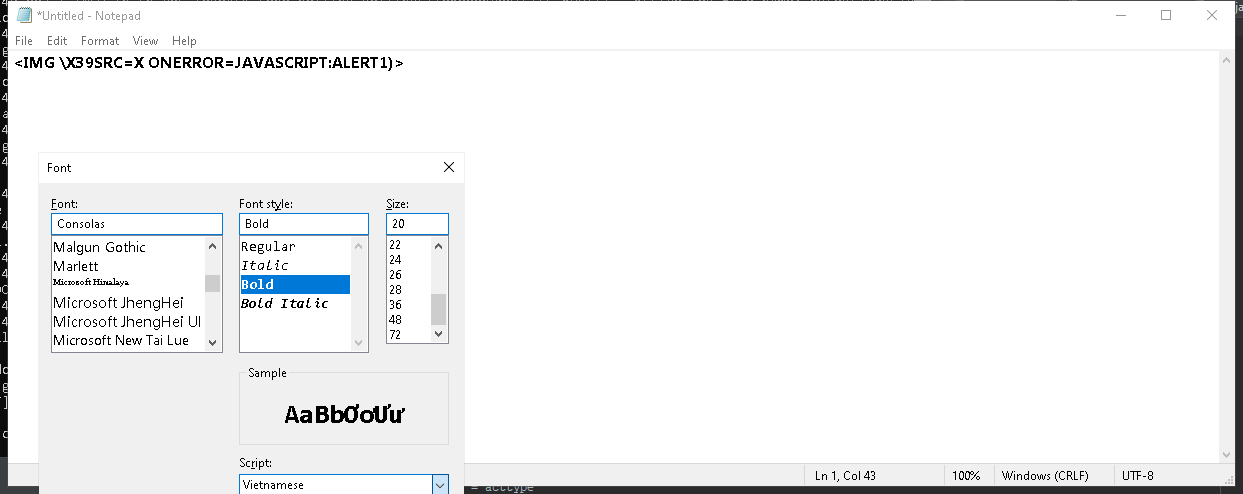 *Untitled - Notepad
File Edit Format View Help
<IMG \X39SRC=X ONERROR=JAVASCRIPT:ALERT1)>
Font
Font: Font style: Size:
Consolas Bold 20
Malgun Gothic Regular 22
Marlett Italic 24
Microsoft Himalaya Bold 26
Microsoft JhengHei Bold Italic 28
Microsoft JhengHei UI 36
Microsoft New Tai Lue 48
72
Sample
AaBbƠơƯư
Script:
Vietnamese
Ln 1, Col 43 100% Windows (CRLF) UTF-8
= acctype